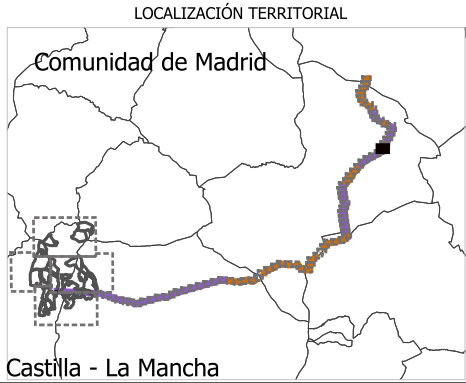 LOCALIZACIÓN TERRITORIAL
Comunidad de Madrid
Castilla - La Mancha